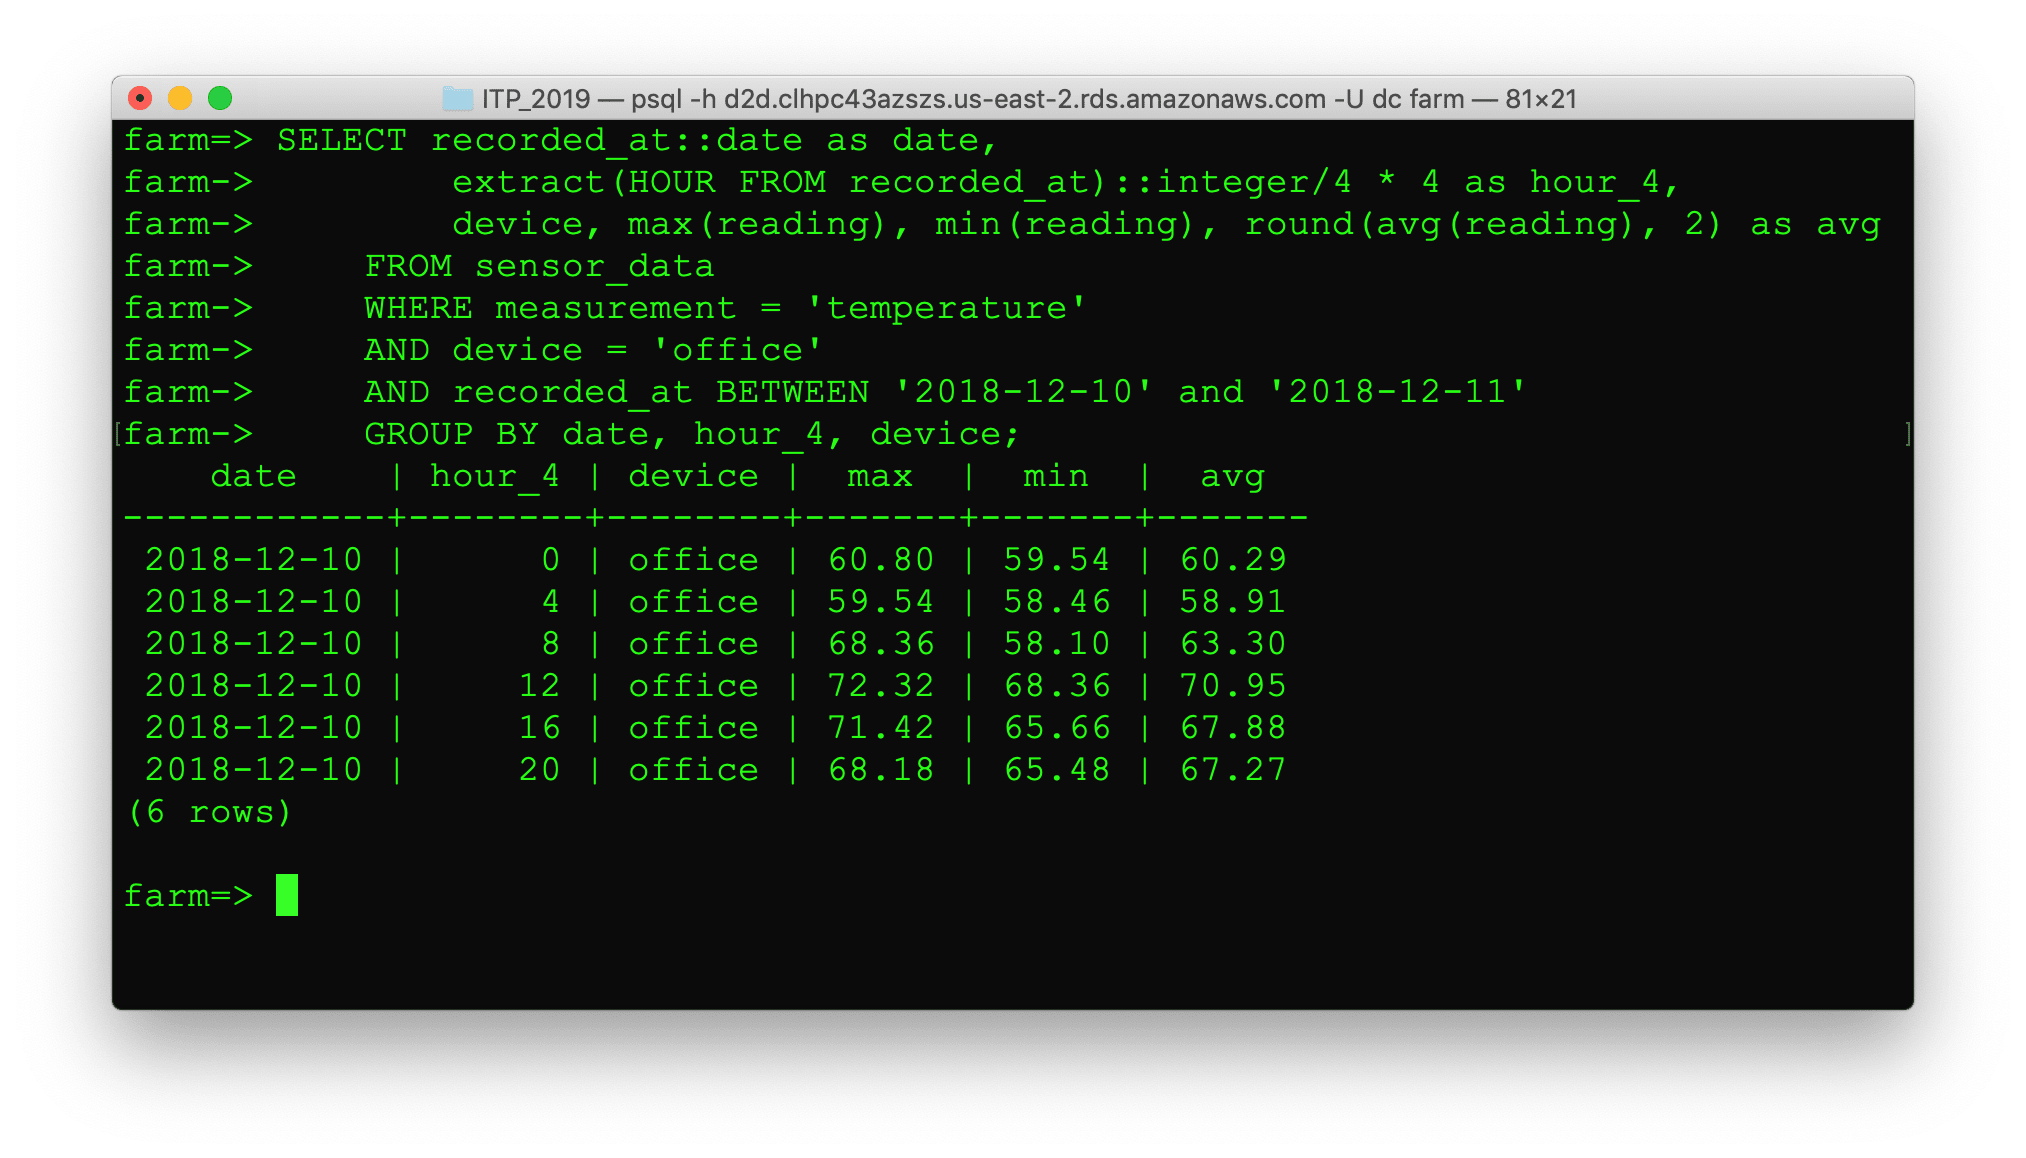 ITP_2019 — psql -h d2d.clhpc43azszs.us-east-2.rds.amazonaws.com -U dc farm — 81×21
farm=> SELECT recorded_at::date as date,
farm->         extract(HOUR FROM recorded_at)::integer/4 * 4 as hour_4,
farm->         device, max(reading), min(reading), round(avg(reading), 2) as avg
farm->     FROM sensor_data
farm->     WHERE measurement = 'temperature'
farm->     AND device = 'office'
farm->     AND recorded_at BETWEEN '2018-12-10' and '2018-12-11'
[farm->     GROUP BY date, hour_4, device;]
    date    | hour_4 | device |  max  |  min  |  avg
------------+--------+--------+-------+-------+-------
 2018-12-10 |      0 | office | 60.80 | 59.54 | 60.29
 2018-12-10 |      4 | office | 59.54 | 58.46 | 58.91
 2018-12-10 |      8 | office | 68.36 | 58.10 | 63.30
 2018-12-10 |     12 | office | 72.32 | 68.36 | 70.95
 2018-12-10 |     16 | office | 71.42 | 65.66 | 67.88
 2018-12-10 |     20 | office | 68.18 | 65.48 | 67.27
(6 rows)
farm=>